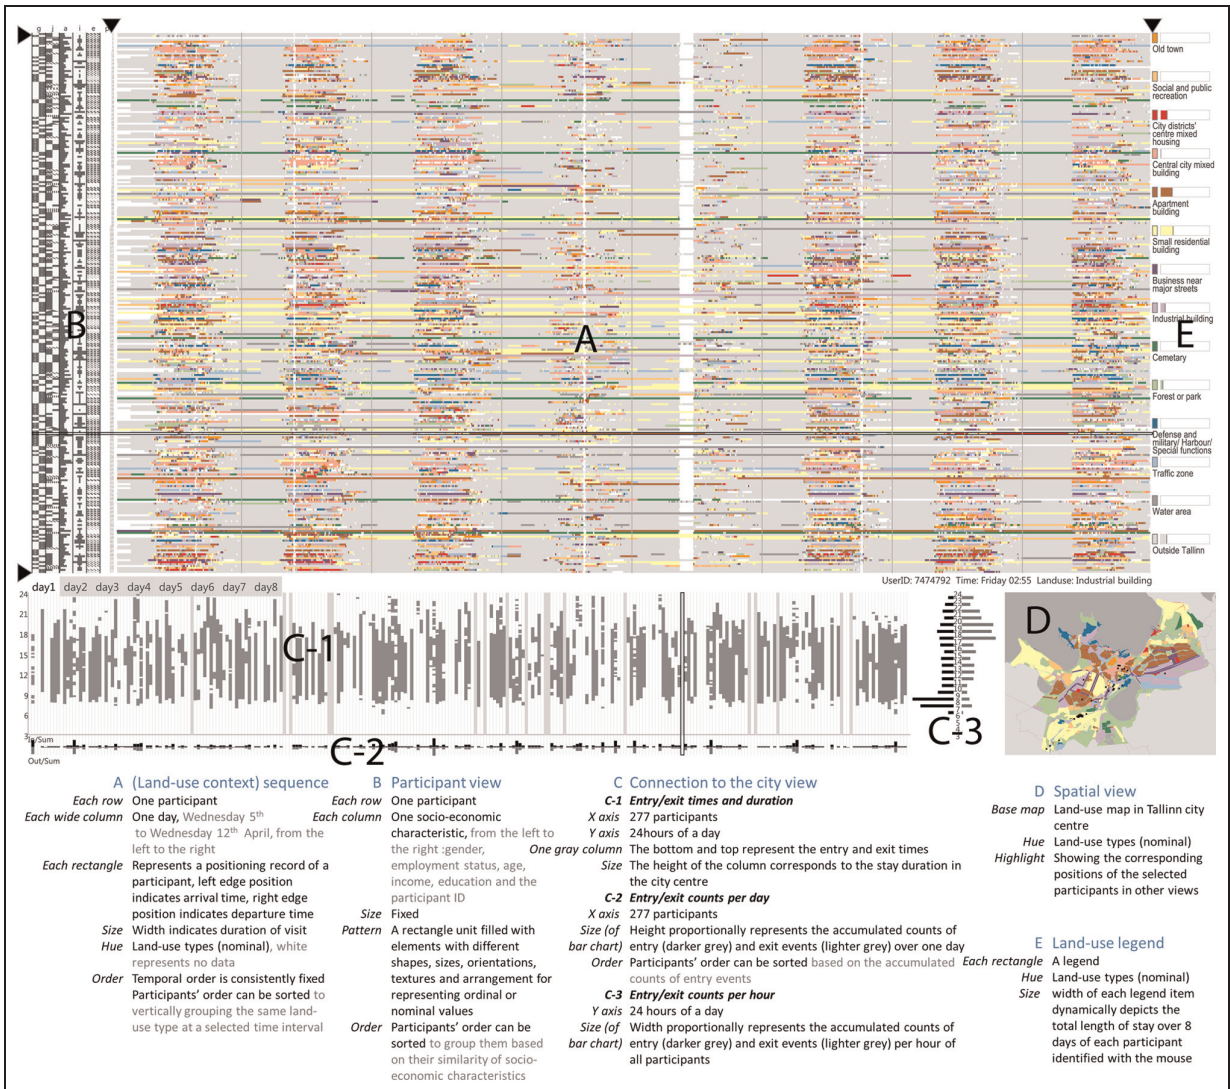 g j a i e p
Old town
Social and public
recreation
City districts'
centre mixed
housing
Central city mixed
building
Apartment
building
Small residential
building
Business near
major streets
Industrial building
Cemetary
Forest or park
Defense and
military/ Harbour/
Special functions
Traffic zone
Water area
Outside Tallinn
B
A
E
UserID: 7474792 Time: Friday 02:55 Landuse: Industrial building
day1 day2 day3 day4 day5 day6 day7 day8
24
21
18
15
12
9
6
3
In/Sum
Out/Sum
C-1
C-2
C-3
D
A (Land-use context) sequence
Each row One participant
Each wide column One day, Wednesday 5th
to Wednesday 12th April, from the
left to the right
Each rectangle Represents a positioning record of a
participant, left edge position
indicates arrival time, right edge
position indicates departure time
Size Width indicates duration of visit
Hue Land-use types (nominal), white
represents no data
Order Temporal order is consistently fixed
Participants' order can be sorted to
vertically grouping the same land-
use type at a selected time interval
B Participant view
Each row One participant
Each column One socio-economic
characteristic, from the left to
the right :gender,
employment status, age,
income, education and the
participant ID
Size Fixed
Pattern A rectangle unit filled with
elements with different
shapes, sizes, orientations,
textures and arrangement for
representing ordinal or
nominal values
Order Participants' order can be
sorted to group them based
on their similarity of socio-
economic characteristics
C Connection to the city view
C-1 Entry/exit times and duration
X axis 277 participants
Y axis 24hours of a day
One gray column The bottom and top represent the entry and exit times
Size The height of the column corresponds to the stay duration in
the city centre
C-2 Entry/exit counts per day
X axis 277 participants
Size (of bar chart) Height proportionally represents the accumulated counts of
entry (darker grey) and exit events (lighter grey) over one day
Order Participants' order can be sorted based on the accumulated
counts of entry events
C-3 Entry/exit counts per hour
Y axis 24 hours of a day
Size (of bar chart) Width proportionally represents the accumulated counts of
entry (darker grey) and exit events (lighter grey) per hour of
all participants
D Spatial view
Base map Land-use map in Tallinn city
centre
Hue Land-use types (nominal)
Highlight Showing the corresponding
positions of the selected
participants in other views
E Land-use legend
Each rectangle A legend
Hue Land-use types (nominal)
Size width of each legend item
dynamically depicts the
total length of stay over 8
days of each participant
identified with the mouse